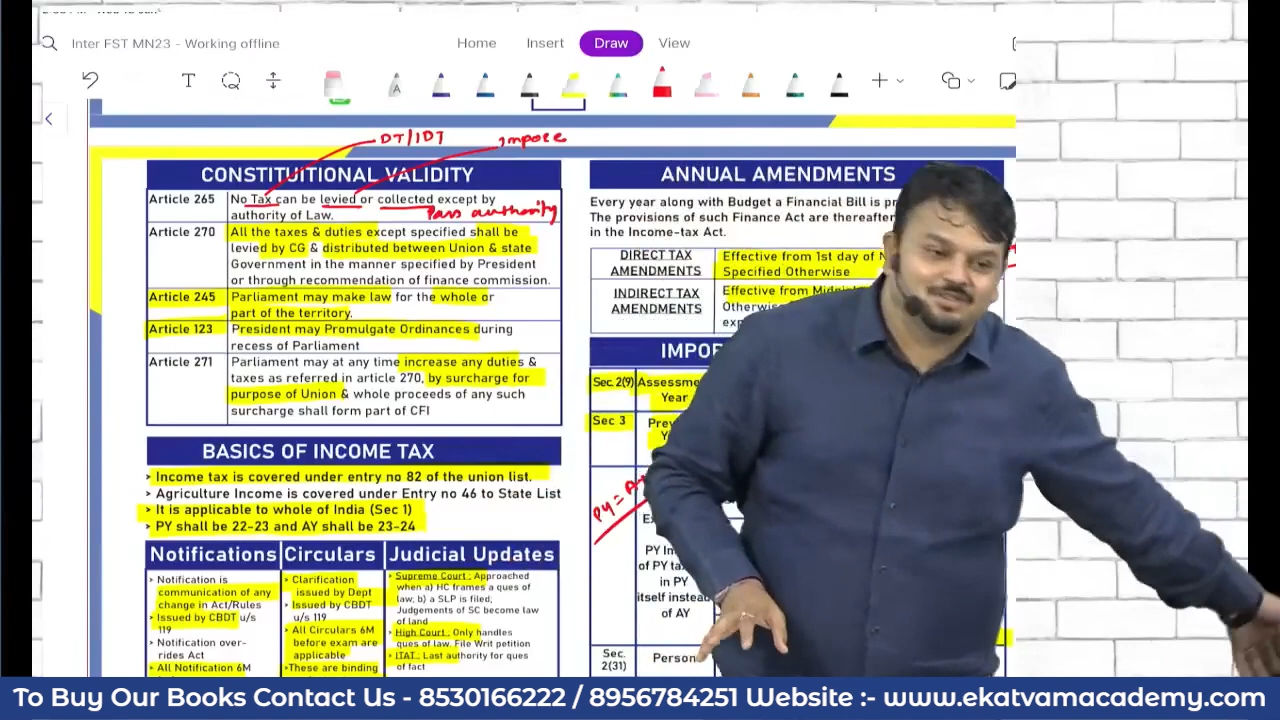 Inter FST MN23 - Working offline
Home Insert Draw View
DT/IDT
impose
CONSTITUITIONAL VALIDITY
Article 265 No Tax can be levied or collected except by
authority of Law.
Pass authority
Article 270 All the taxes & duties except specified shall be
levied by CG & distributed between Union & state
Government in the manner specified by President
or through recommendation of finance commission.
Article 245 Parliament may make law for the whole or
part of the territory.
Article 123 President may Promulgate Ordinances during
recess of Parliament
Article 271 Parliament may at any time increase any duties &
taxes as referred in article 270, by surcharge for
purpose of Union & whole proceeds of any such
surcharge shall form part of CFI
BASICS OF INCOME TAX
Income tax is covered under entry no 82 of the union list.
Agriculture Income is covered under Entry no 46 to State List
It is applicable to whole of India (Sec 1)
PY shall be 22-23 and AY shall be 23-24
Notifications
Notification is
communication of any
change in Act/Rules
Issued by CBDT u/s
119
Notification over-
rides Act
All Notification 6M
Circulars
Clarification
issued by Dept
Issued by CBDT
u/s 119
All Circulars 6M
before exam are
applicable
These are binding
Judicial Updates
Supreme Court : Approached
when a) HC frames a ques of
law; b) a SLP is filed;
Judgements of SC become law
of land
High Court : Only handles
ques of law. File Writ petition
ITAT: Last authority for ques
of fact
ANNUAL AMENDMENTS
Every year along with Budget a Financial Bill is
The provisions of such Finance Act are thereafter
in the Income-tax Act.
DIRECT TAX
AMENDMENTS
Effective from 1st day of
Specified Otherwise
INDIRECT TAX
AMENDMENTS
Effective from
Sec. 2(9)
Year
Sec 3
PY =
of PY
in PY
itself instead
of AY
Sec.
2(31)
Person
To Buy Our Books Contact Us - 8530166222 / 8956784251 Website :- www.ekatvamacademy.com